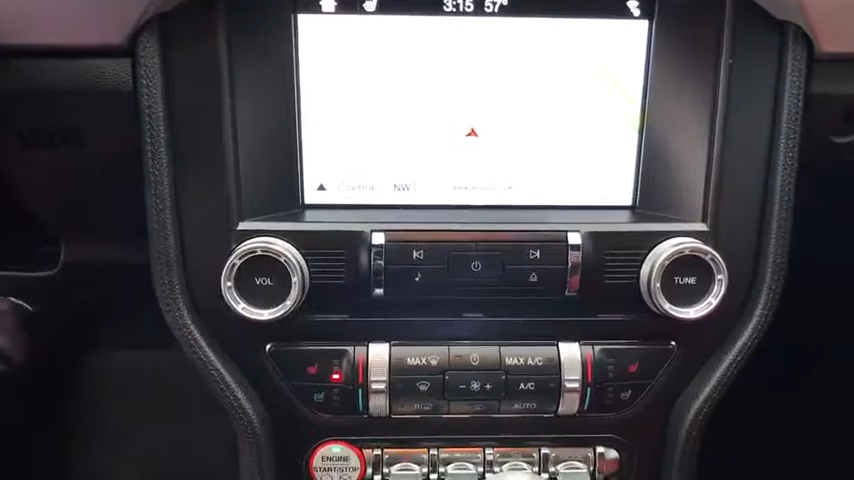 3:15 57°
NW
VOL
TUNE
MAX
MAX A/C
A/C
AUTO
ENGINE
START/STOP